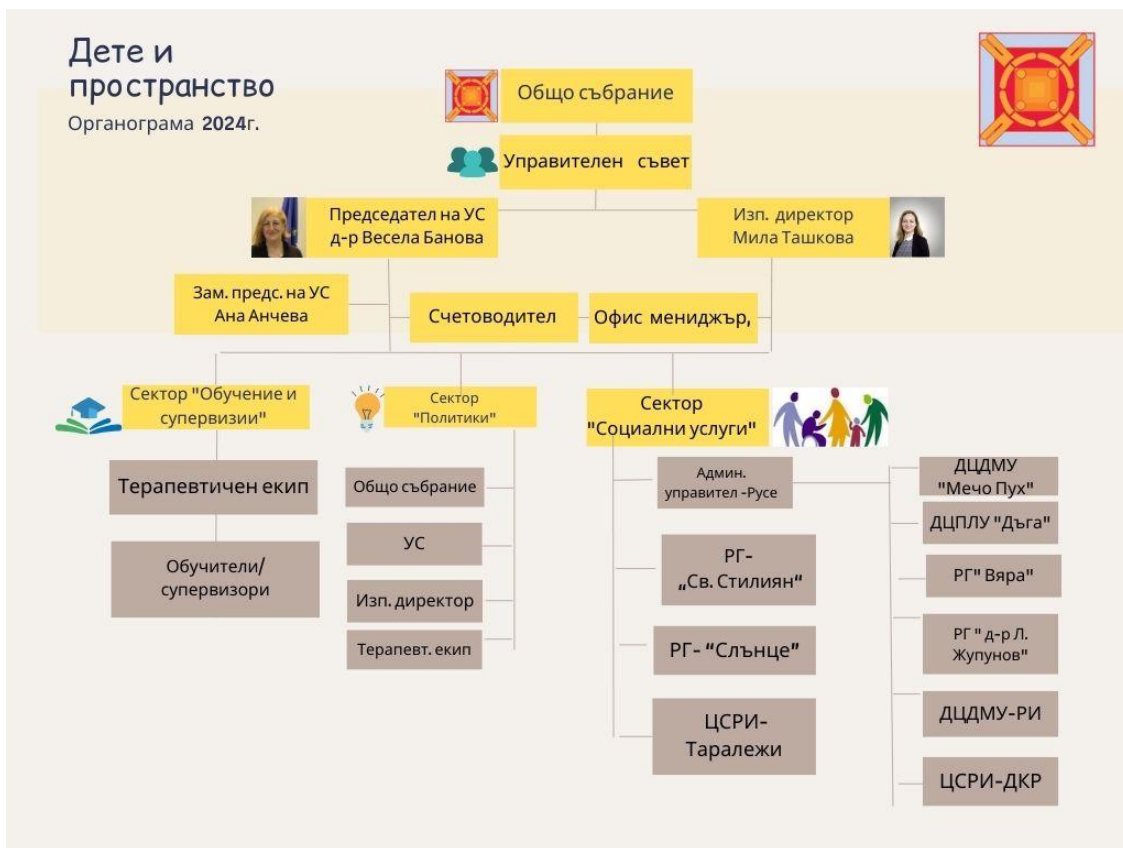 Дете и
пространство
Органограма 2024г.
Общо събрание
Управителен съвет
Председател на УС
д-р Весела Банова
Изп. директор
Мила Ташкова
Зам. предс. на УС
Ана Анчева
Счетоводител
Офис мениджър,
Сектор "Обучение и
супервизии"
Сектор
"Политики"
Сектор
"Социални услуги"
Терапевтичен екип
Обучители/
супервизори
Общо събрание
УС
Изп. директор
Терапевт. екип
Админ.
управител -Русе
РГ-
„Св. Стилиян“
РГ- “Слънце”
ЦСРИ-
Таралежи
ДЦДМУ
"Мечо Пух"
ДЦПЛУ "Дъга"
РГ" Вяра"
РГ " д-р Л.
Жупунов"
ДЦДМУ-РИ
ЦСРИ-ДКР